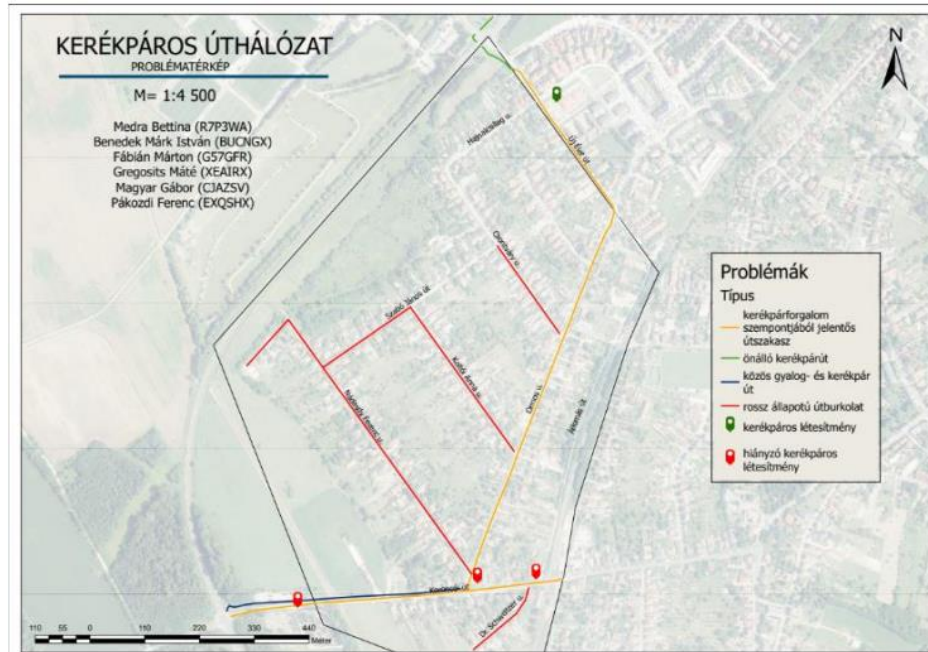 KERÉKPÁROS ÚTHÁLÓZAT
PROBLÉMATÉRKÉP
M= 1:4 500
Medra Bettina (R7P3WA)
Benedek Márk István (BUCNGX)
Fábián Márton (G57GFR)
Gregosits Máté (XEAIRX)
Magyar Gábor (CJAZSV)
Pákozdi Ferenc (EXQSHX)
N
Új Élet út
Szabó János út
Ormos u.
Koroncói út
Dr. Schweitzer u.
Problémák
Típus
kerékpárforgalom
szempontjából jelentős
útszakasz
önálló kerékpárút
közös gyalog- és kerékpár
út
rossz állapotú útburkolat
kerékpáros létesítmény
hiányzó kerékpáros
létesítmény
110 55 0 110 220 330 440
Méter